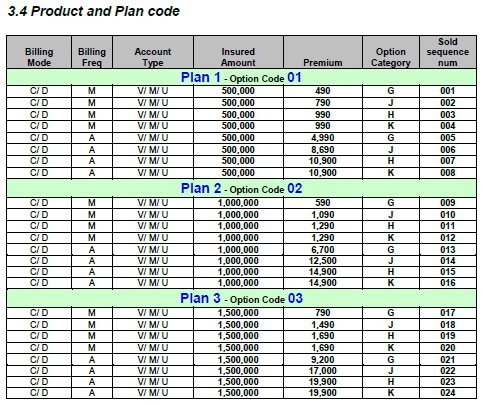 3.4 Product and Plan code
Billing Mode Billing Freq Account Type Insured Amount Premium Option Category Sold sequence num
Plan 1 - Option Code 01
C/ D M V/ M/ U 500,000 490 G 001
C/ D M V/ M/ U 500,000 790 J 002
C/ D M V/ M/ U 500,000 990 H 003
C/ D M V/ M/ U 500,000 990 K 004
C/ D A V/ M/ U 500,000 4,990 G 005
C/ D A V/ M/ U 500,000 8,690 J 006
C/ D A V/ M/ U 500,000 10,900 H 007
C/ D A V/ M/ U 500,000 10,900 K 008
Plan 2 - Option Code 02
C/ D M V/ M/ U 1,000,000 590 G 009
C/ D M V/ M/ U 1,000,000 1,090 J 010
C/ D M V/ M/ U 1,000,000 1,290 H 011
C/ D M V/ M/ U 1,000,000 1,290 K 012
C/ D A V/ M/ U 1,000,000 6,700 G 013
C/ D A V/ M/ U 1,000,000 12,500 J 014
C/ D A V/ M/ U 1,000,000 14,900 H 015
C/ D A V/ M/ U 1,000,000 14,900 K 016
Plan 3 - Option Code 03
C/ D M V/ M/ U 1,500,000 790 G 017
C/ D M V/ M/ U 1,500,000 1,490 J 018
C/ D M V/ M/ U 1,500,000 1,690 H 019
C/ D M V/ M/ U 1,500,000 1,690 K 020
C/ D A V/ M/ U 1,500,000 9,200 G 021
C/ D A V/ M/ U 1,500,000 17,000 J 022
C/ D A V/ M/ U 1,500,000 19,900 H 023
C/ D A V/ M/ U 1,500,000 19,900 K 024